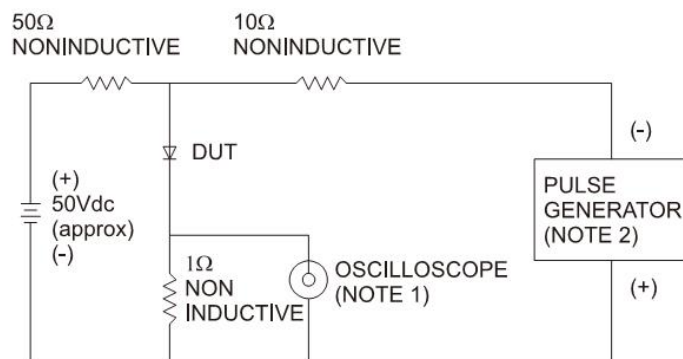 50Ω
NONINDUCTIVE
10Ω
NONINDUCTIVE
DUT
(+)
50Vdc
(approx)
(-)
1Ω
NON
INDUCTIVE
OSCILLOSCOPE
(NOTE 1)
(-)
PULSE
GENERATOR
(NOTE 2)
(+)